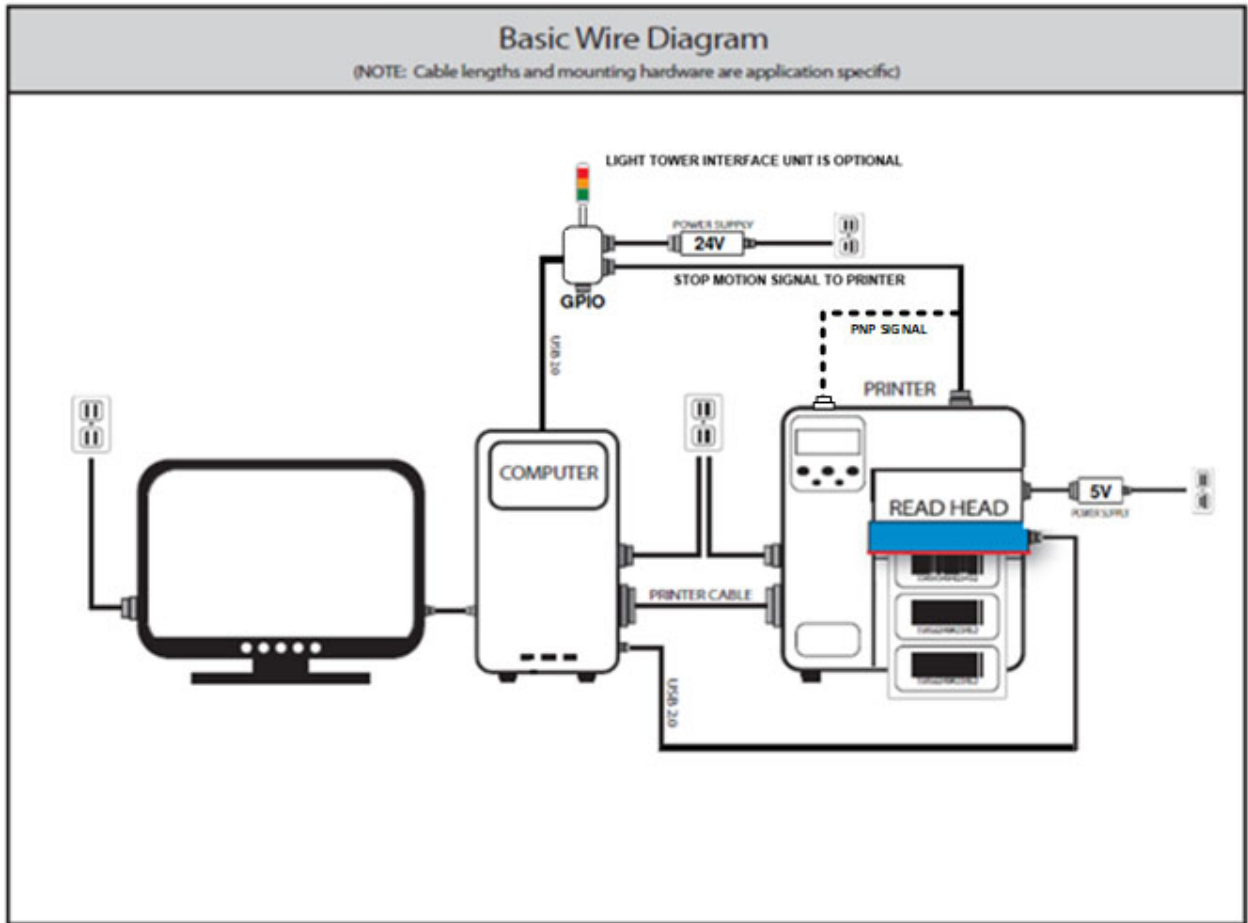 Basic Wire Diagram
(NOTE: Cable lengths and mounting hardware are application specific)
LIGHT TOWER INTERFACE UNIT IS OPTIONAL
POWER SUPPLY
24V
STOP MOTION SIGNAL TO PRINTER
GPIO
PNP SIGNAL
USB 2.0
PRINTER
COMPUTER
READ HEAD
5V
POWER SUPPLY
PRINTER CABLE
USB 2.0